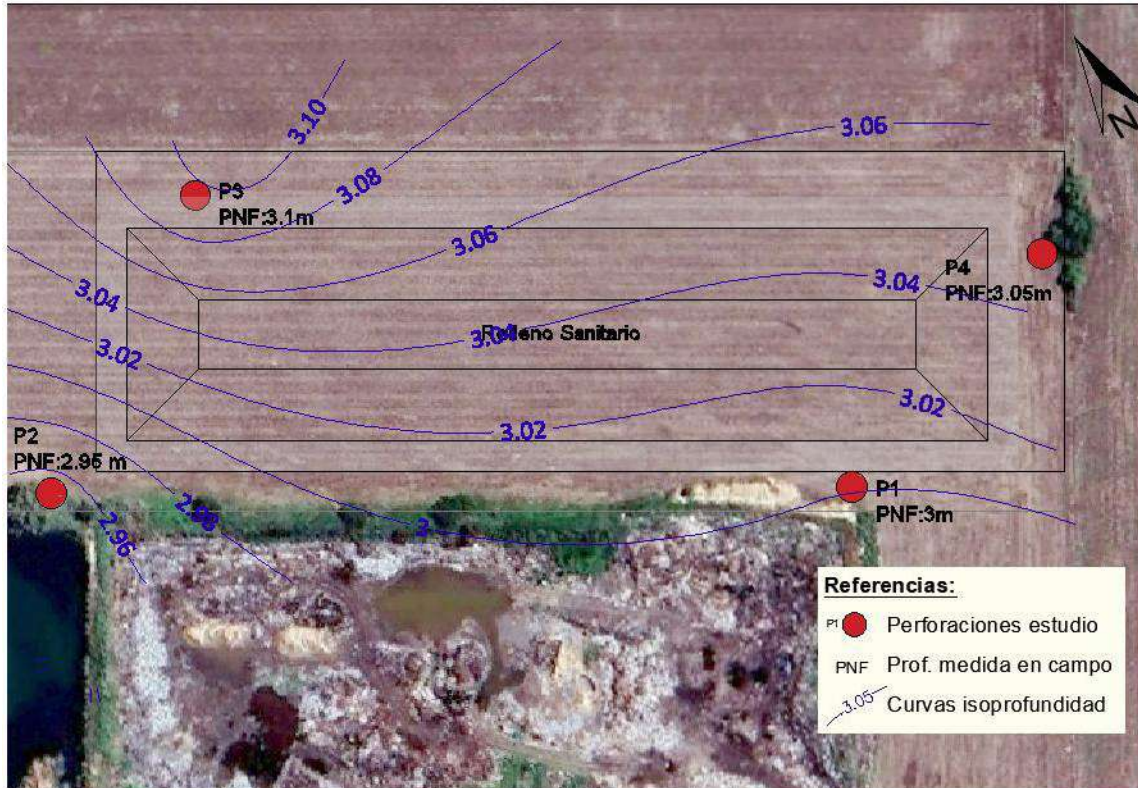 3.10
3.08
3.06
P3
PNF:3.1m
3.06
P4
PNF:3.05m
3.04
3.04
3.04
Relleno Sanitario
3.02
3.02
3.02
P2
PNF:2.95 m
2.98
2.96
3
P1
PNF:3m
N
Referencias:
P1 Perforaciones estudio
PNF Prof. medida en campo
3.05 Curvas isoprofundidad